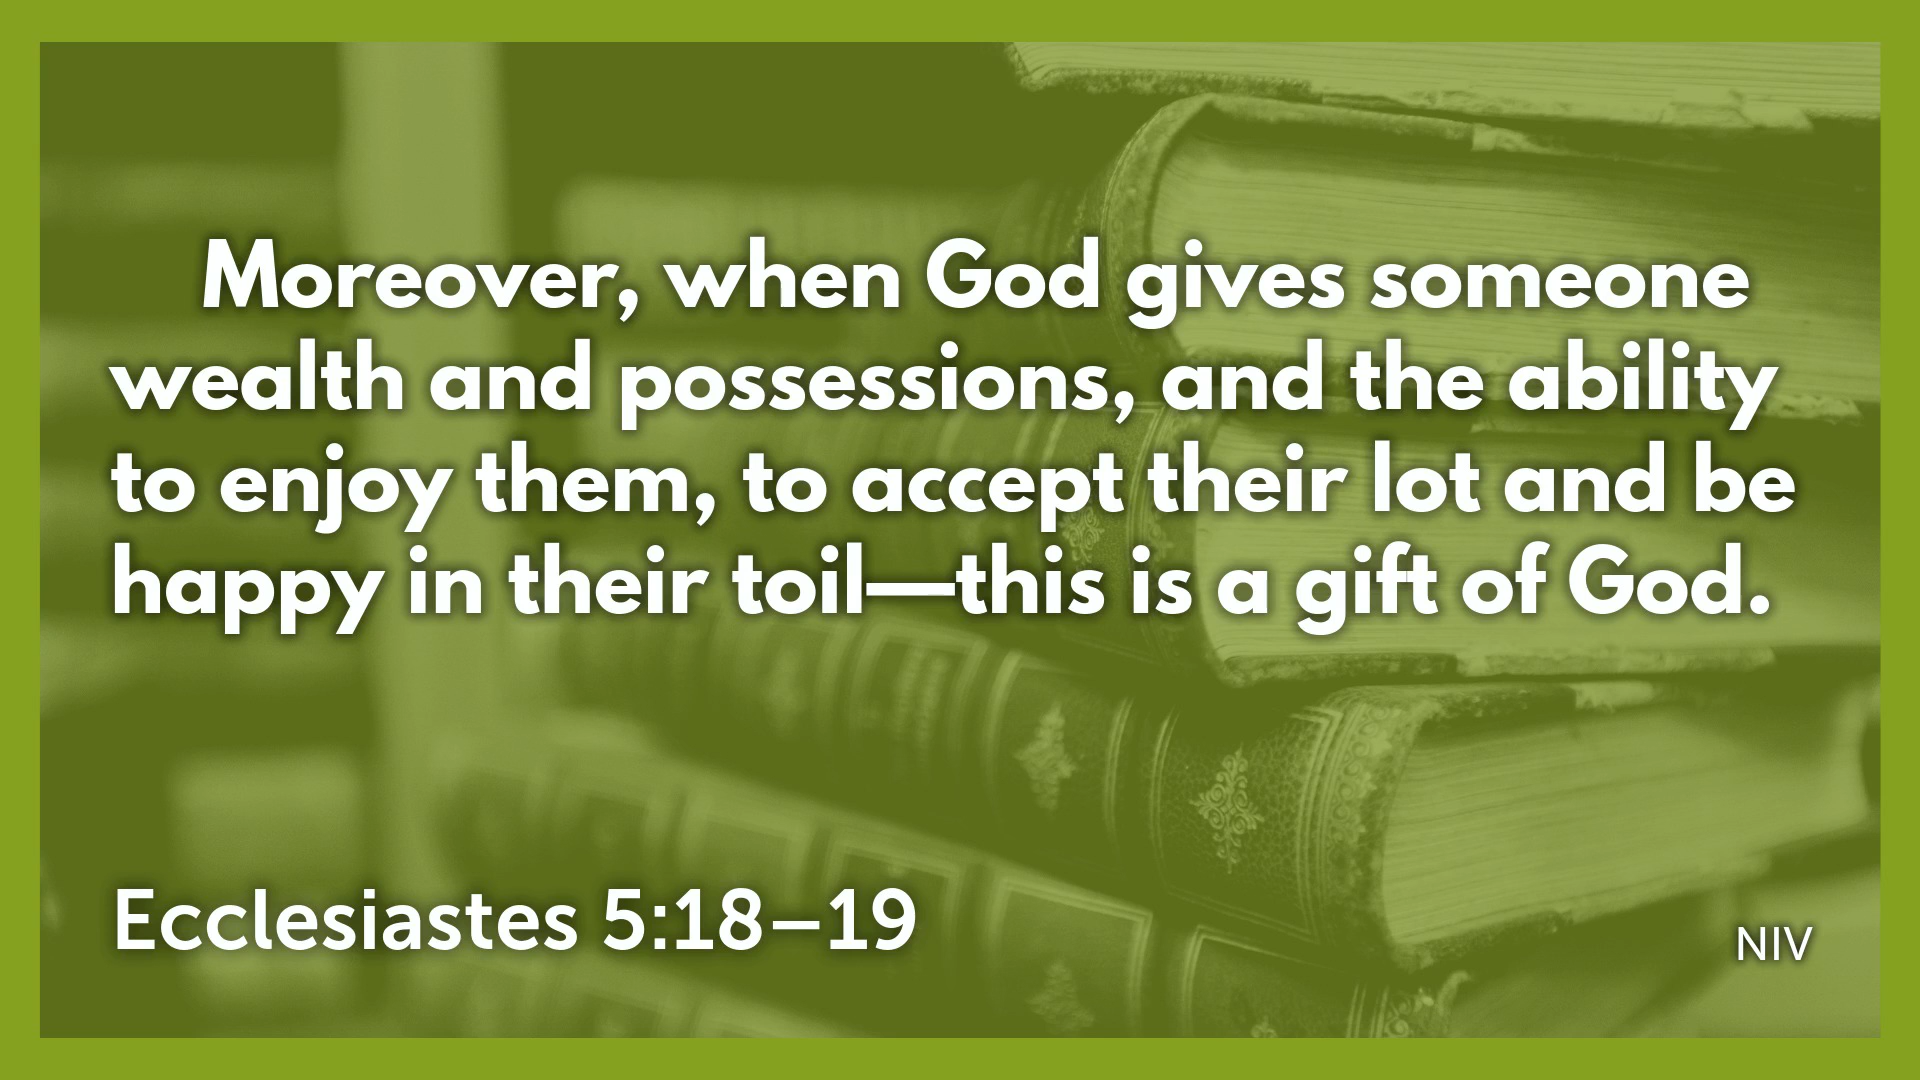 Moreover, when God gives someone
wealth and possessions, and the ability
to enjoy them, to accept their lot and be
happy in their toil—this is a gift of God.
Ecclesiastes 5:18–19
NIV